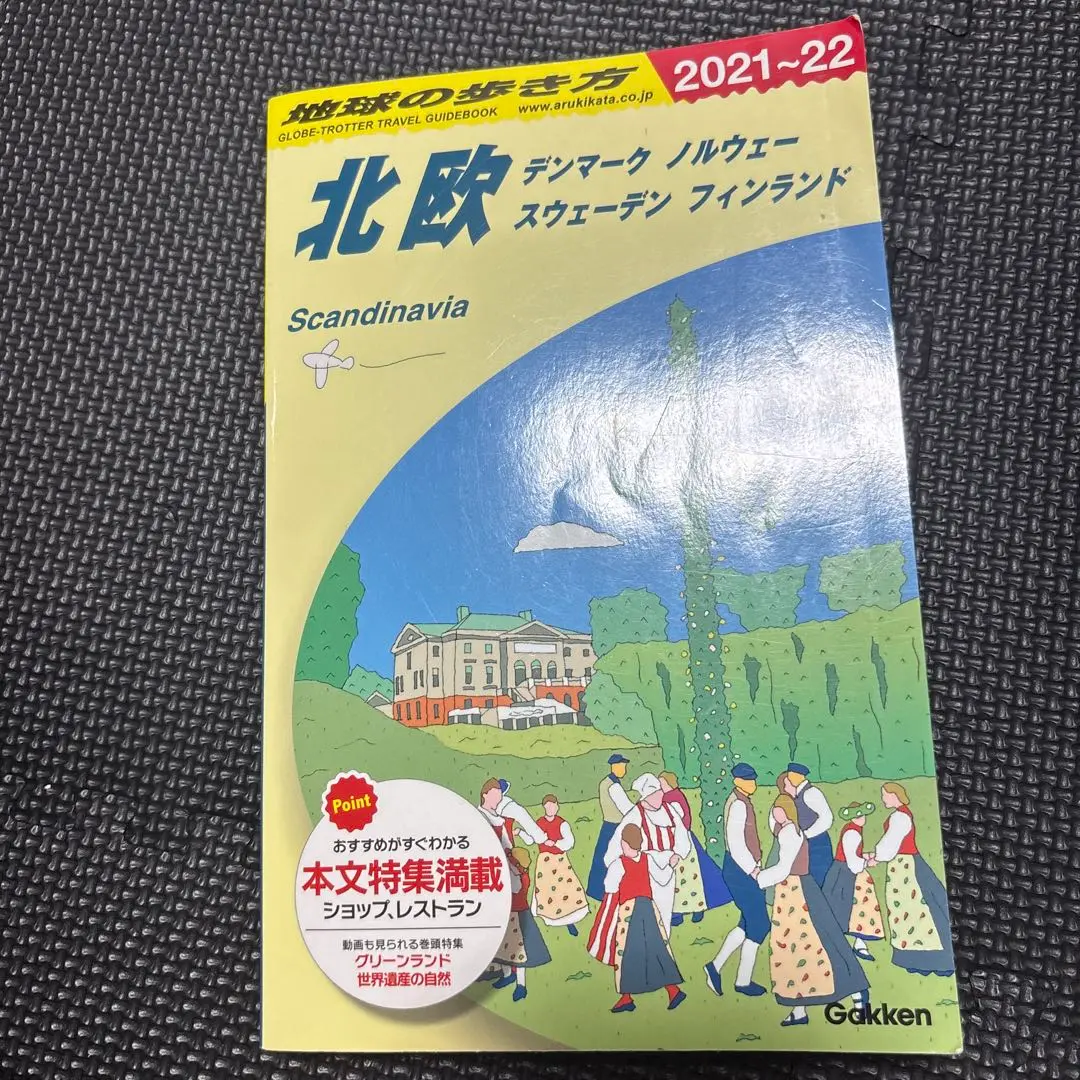 地球の歩き方
GLOBE-TROTTER TRAVEL GUIDEBOOK
www.arukikata.co.jp
2021~22
北欧
デンマーク ノルウェー
スウェーデン フィンランド
Scandinavia
Point
おすすめがすぐわかる
本文特集満載
ショップ、レストラン
動画も見られる巻頭特集
グリーンランド
世界遺産の自然
Gakken